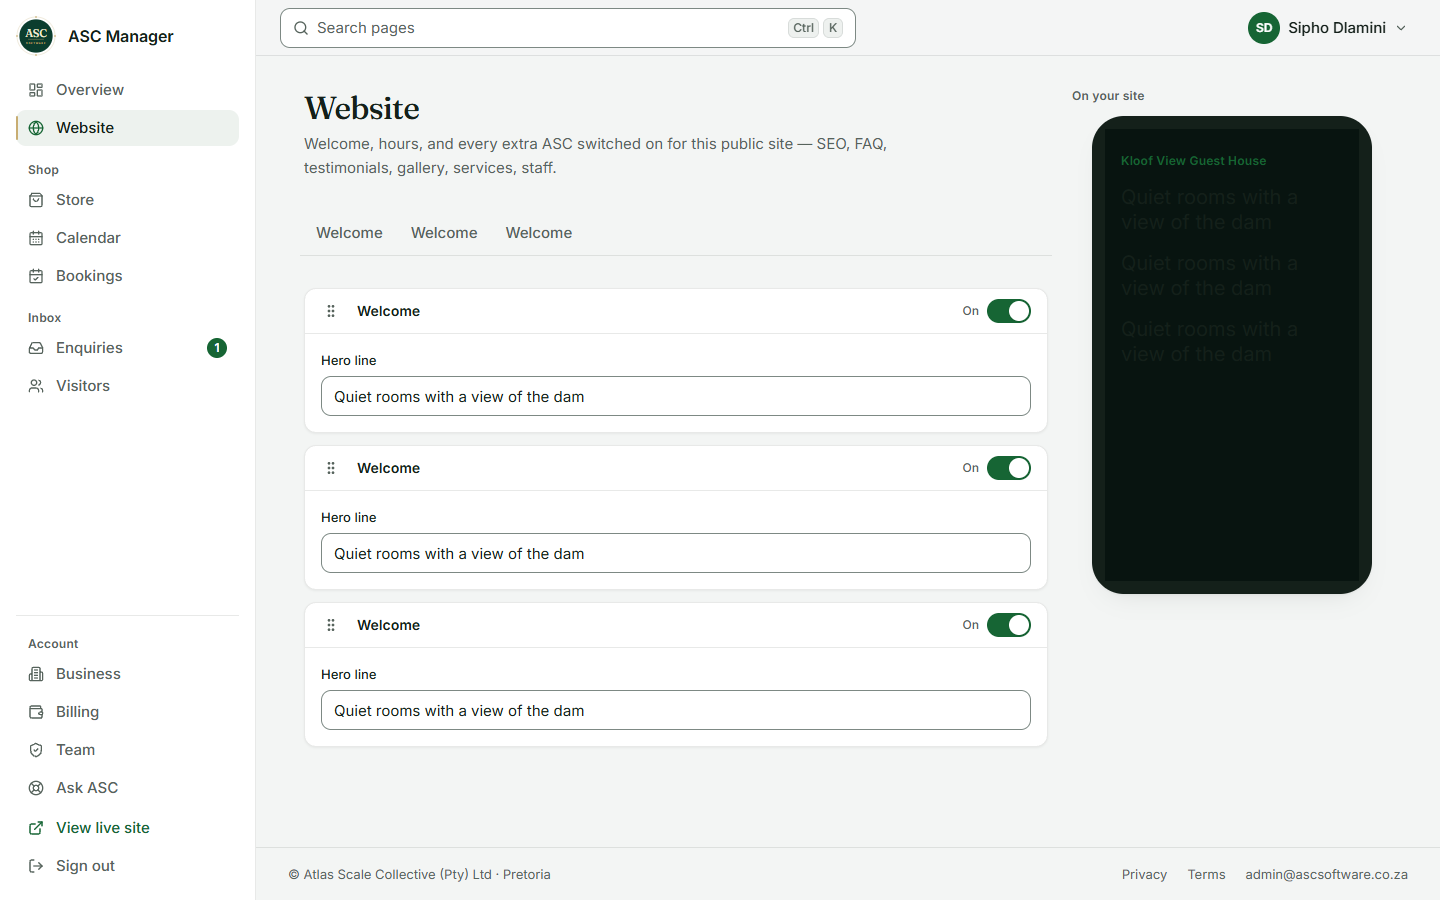 ASC
SOFTWARE
ASC Manager
Overview
Website
Shop
Store
Calendar
Bookings
Inbox
Enquiries 1
Visitors
Account
Business
Billing
Team
Ask ASC
View live site
Sign out
Search pages Ctrl K
SD Sipho Dlamini
Website
Welcome, hours, and every extra ASC switched on for this public site — SEO, FAQ,
testimonials, gallery, services, staff.
Welcome Welcome Welcome
Welcome On
Hero line
Quiet rooms with a view of the dam
Welcome On
Hero line
Quiet rooms with a view of the dam
Welcome On
Hero line
Quiet rooms with a view of the dam
On your site
Kloof View Guest House
Quiet rooms with a
view of the dam
Quiet rooms with a
view of the dam
Quiet rooms with a
view of the dam
© Atlas Scale Collective (Pty) Ltd · Pretoria
Privacy Terms admin@ascsoftware.co.za